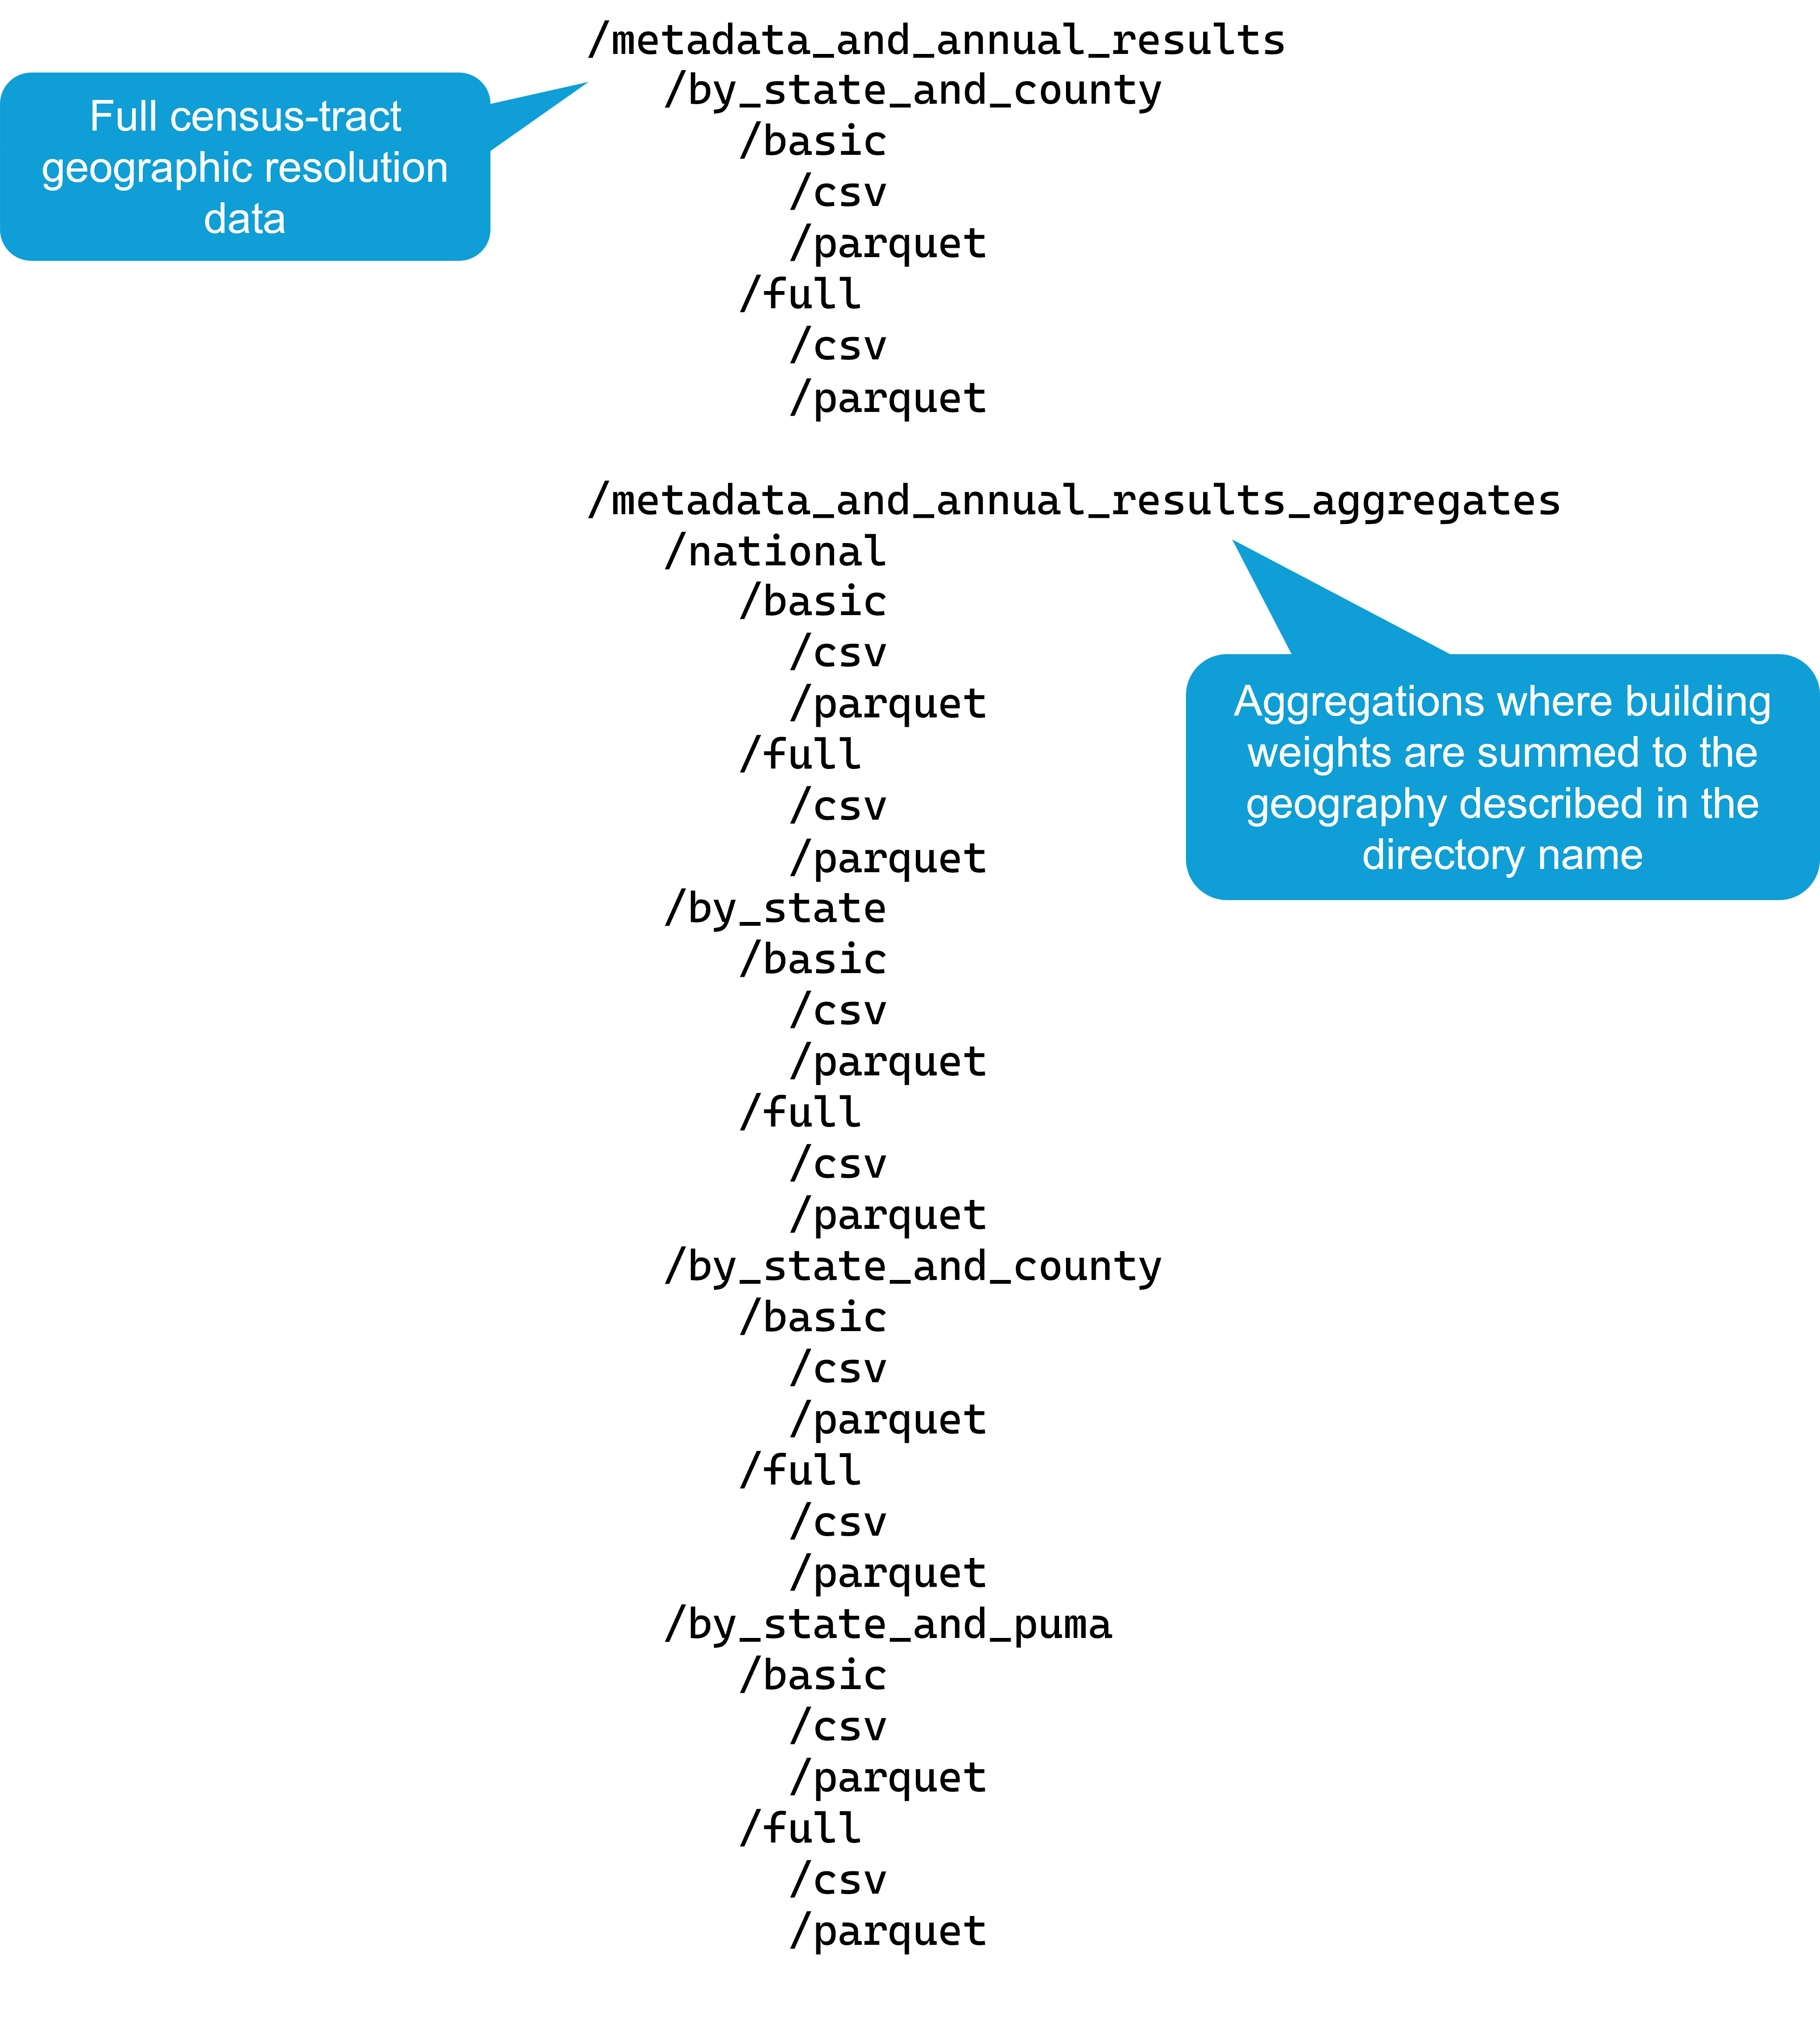 /metadata_and_annual_results
/by_state_and_county
Full census-tract
geographic resolution
data
/basic
/csv
/parquet
/full
/csv
/parquet
/metadata_and_annual_results_aggregates
/national
/basic
/csv
/parquet
/full
/csv
/parquet
Aggregations where building
weights are summed to the
geography described in the
directory name
/by_state
/basic
/csv
/parquet
/full
/csv
/parquet
/by_state_and_county
/basic
/csv
/parquet
/full
/csv
/parquet
/by_state_and_puma
/basic
/csv
/parquet
/full
/csv
/parquet